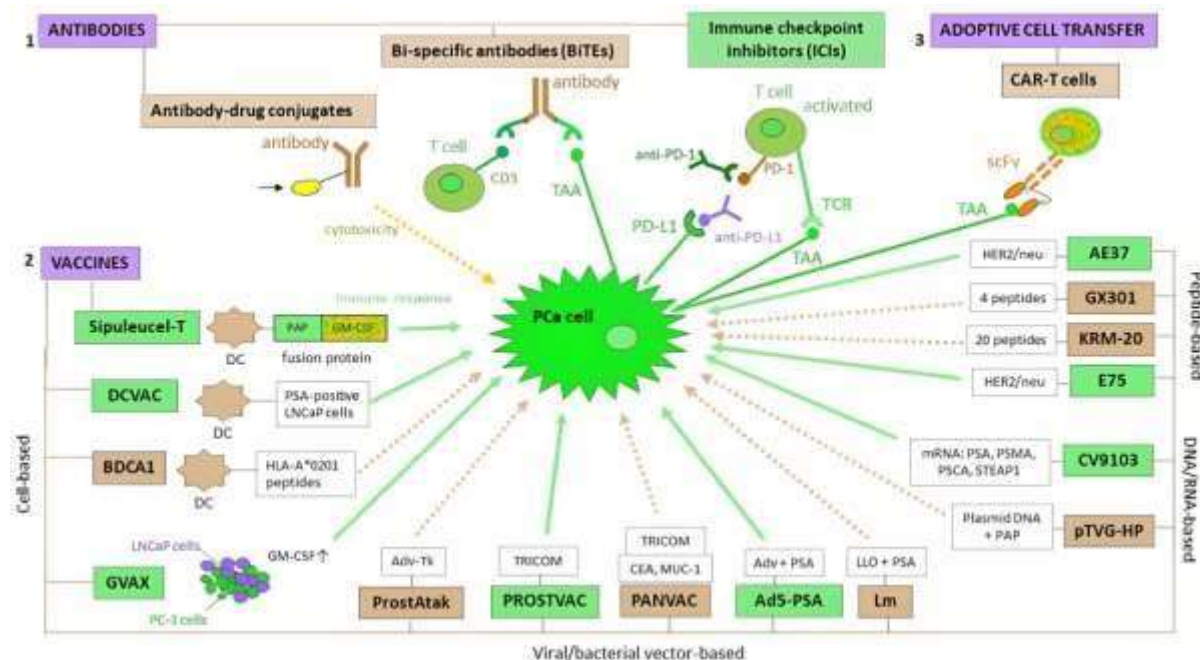 1 ANTIBODIES
Bi-specific antibodies (BiTEs)
Immune checkpoint
inhibitors (ICIs)
3 ADOPTIVE CELL TRANSFER
CAR-T cells
Antibody-drug conjugates
antibody
antibody
T cell
CD3
TAA
T cell
activated
anti-PD-1
PD-1
PD-L1
anti-PD-L1
TCR
TAA
scFv
TAA
cytotoxicity
2 VACCINES
Immune response
Sipuleucel-T
DC
PAP
GM-CSF
fusion protein
DCVAC
DC
PSA-positive
LNCaP cells
BDCA1
DC
HLA-A*0201
peptides
GVAX
LNCaP cells
PC-3 cells
GM-CSF↑
Cell-based
PCa cell
HER2/neu
AE37
4 peptides
GX301
20 peptides
KRM-20
HER2/neu
E75
Peptide-based
mRNA: PSA, PSMA,
PSCA, STEAP1
CV9103
Plasmid DNA
+ PAP
pTVG-HP
DNA/RNA-based
Adv-Tk
ProstAtak
TRICOM
PROSTVAC
TRICOM
CEA, MUC-1
PANVAC
Adv + PSA
Ad5-PSA
LLO + PSA
Lm
Viral/bacterial vector-based